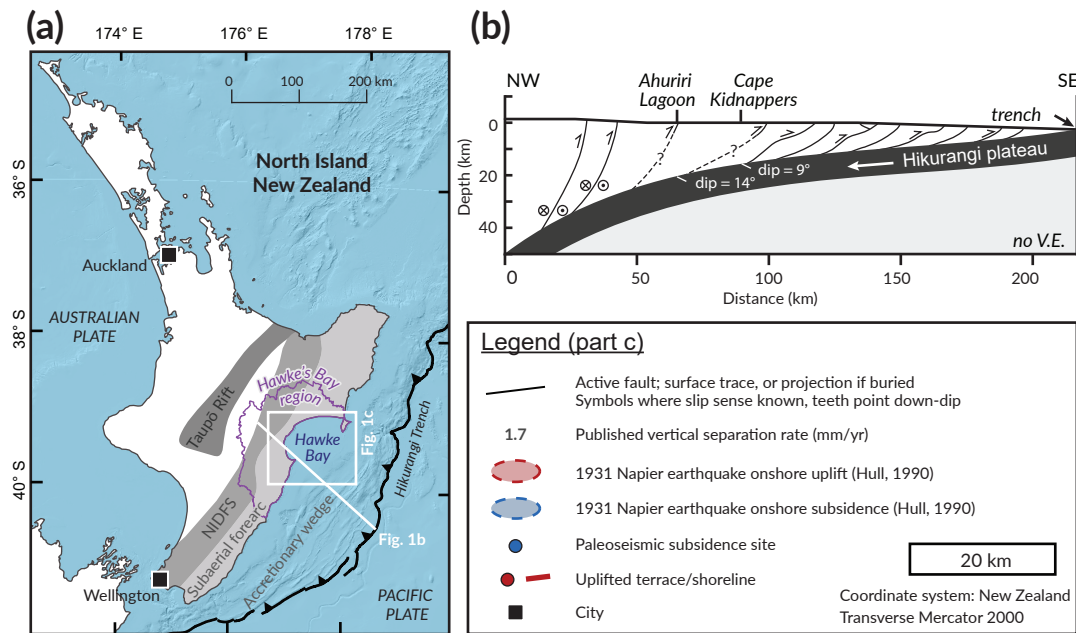 (a)
174° E
176° E
178° E
0
100
200 km
North Island
New Zealand
36°S
Auckland
AUSTRALIAN
PLATE
38°S
Taupō Rift
Hawke's Bay
region
Hawke
Bay
Fig. 1c
Hikurangi Trench
40°S
NIDFS
Subaerial forearc
Accretionary wedge
Fig. 1b
Wellington
PACIFIC
PLATE
(b)
NW
Ahuriri
Lagoon
Cape
Kidnappers
SE
trench
0
20
40
Depth (km)
?
?
dip = 14°
dip = 9°
Hikurangi plateau
no V.E.
0
50
100
150
200
Distance (km)
Legend (part c)
Active fault; surface trace, or projection if buried
Symbols where slip sense known, teeth point down-dip
1.7
Published vertical separation rate (mm/yr)
1931 Napier earthquake onshore uplift (Hull, 1990)
1931 Napier earthquake onshore subsidence (Hull, 1990)
Paleoseismic subsidence site
Uplifted terrace/shoreline
City
20 km
Coordinate system: New Zealand
Transverse Mercator 2000